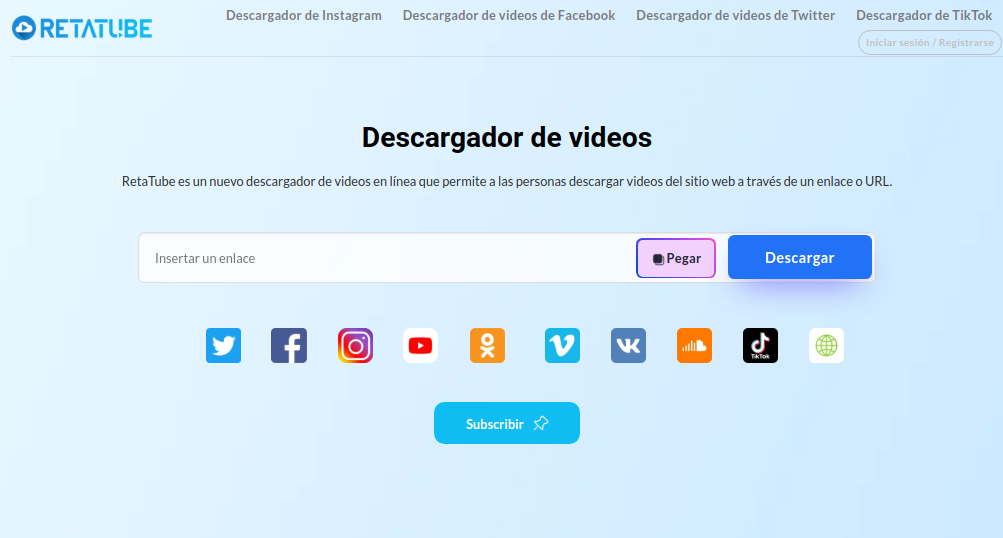 RETATUBE
Descargador de Instagram
Descargador de videos de Facebook
Descargador de videos de Twitter
Descargador de TikTok
Iniciar sesión / Registrarse
Descargador de videos
RetaTube es un nuevo descargador de videos en línea que permite a las personas descargar videos del sitio web a través de un enlace o URL.
Insertar un enlace
Pegar
Descargar
TikTok
Subscribir